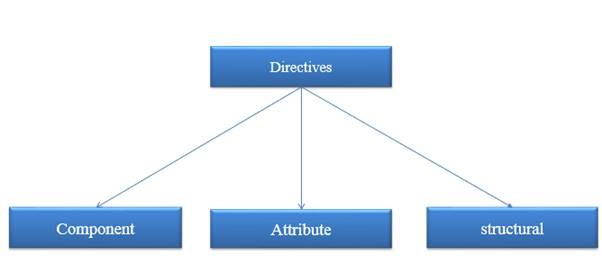 Directives
Component
Attribute
structural